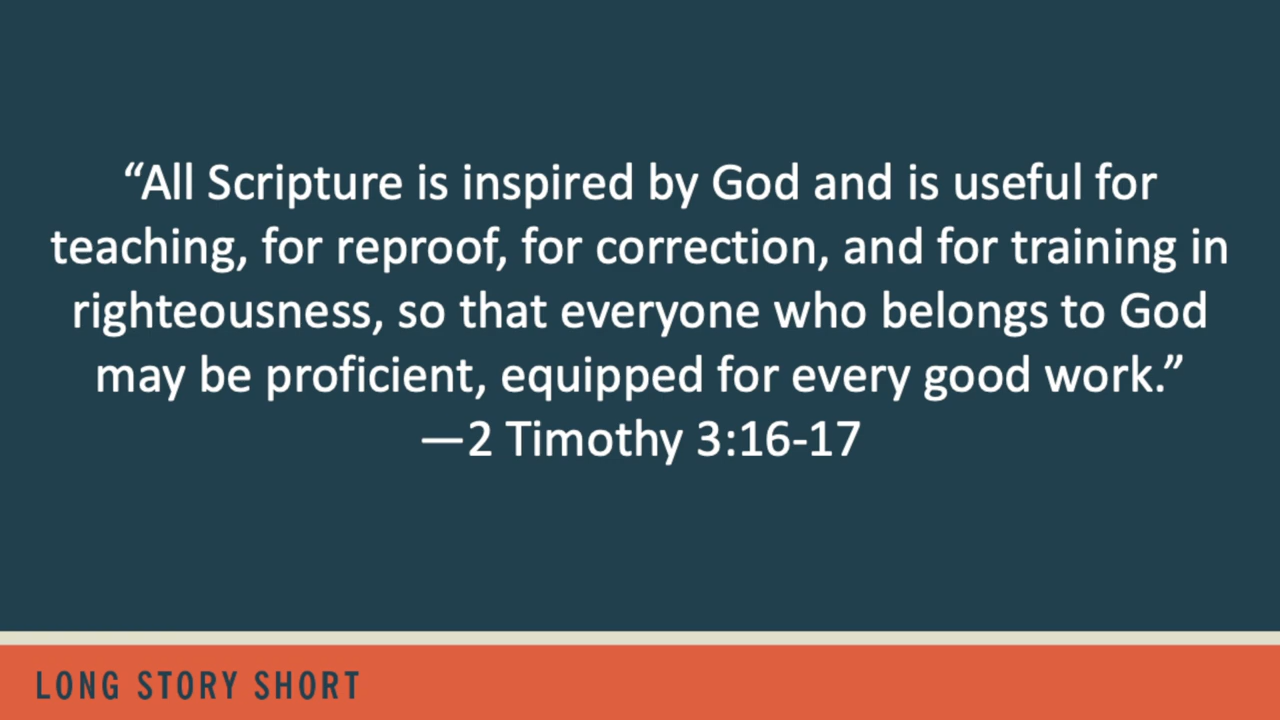 “All Scripture is inspired by God and is useful for
teaching, for reproof, for correction, and for training in
righteousness, so that everyone who belongs to God
may be proficient, equipped for every good work.”
—2 Timothy 3:16-17
LONG STORY SHORT